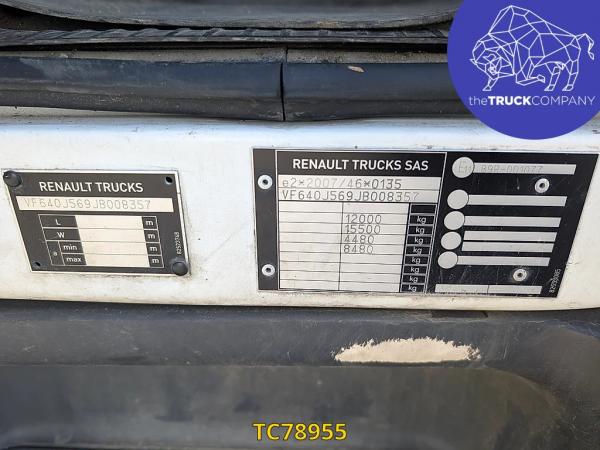 theTRUCKCOMPANY
RENAULT TRUCKS
VF640J569JB008357
L m
W m
a min m
max m
RENAULT TRUCKS SAS
e2*2007/46*0135
VF640J569JB008357
12000 kg
15500 kg
4480 kg
8480 kg
kg
kg
kg
TC78955